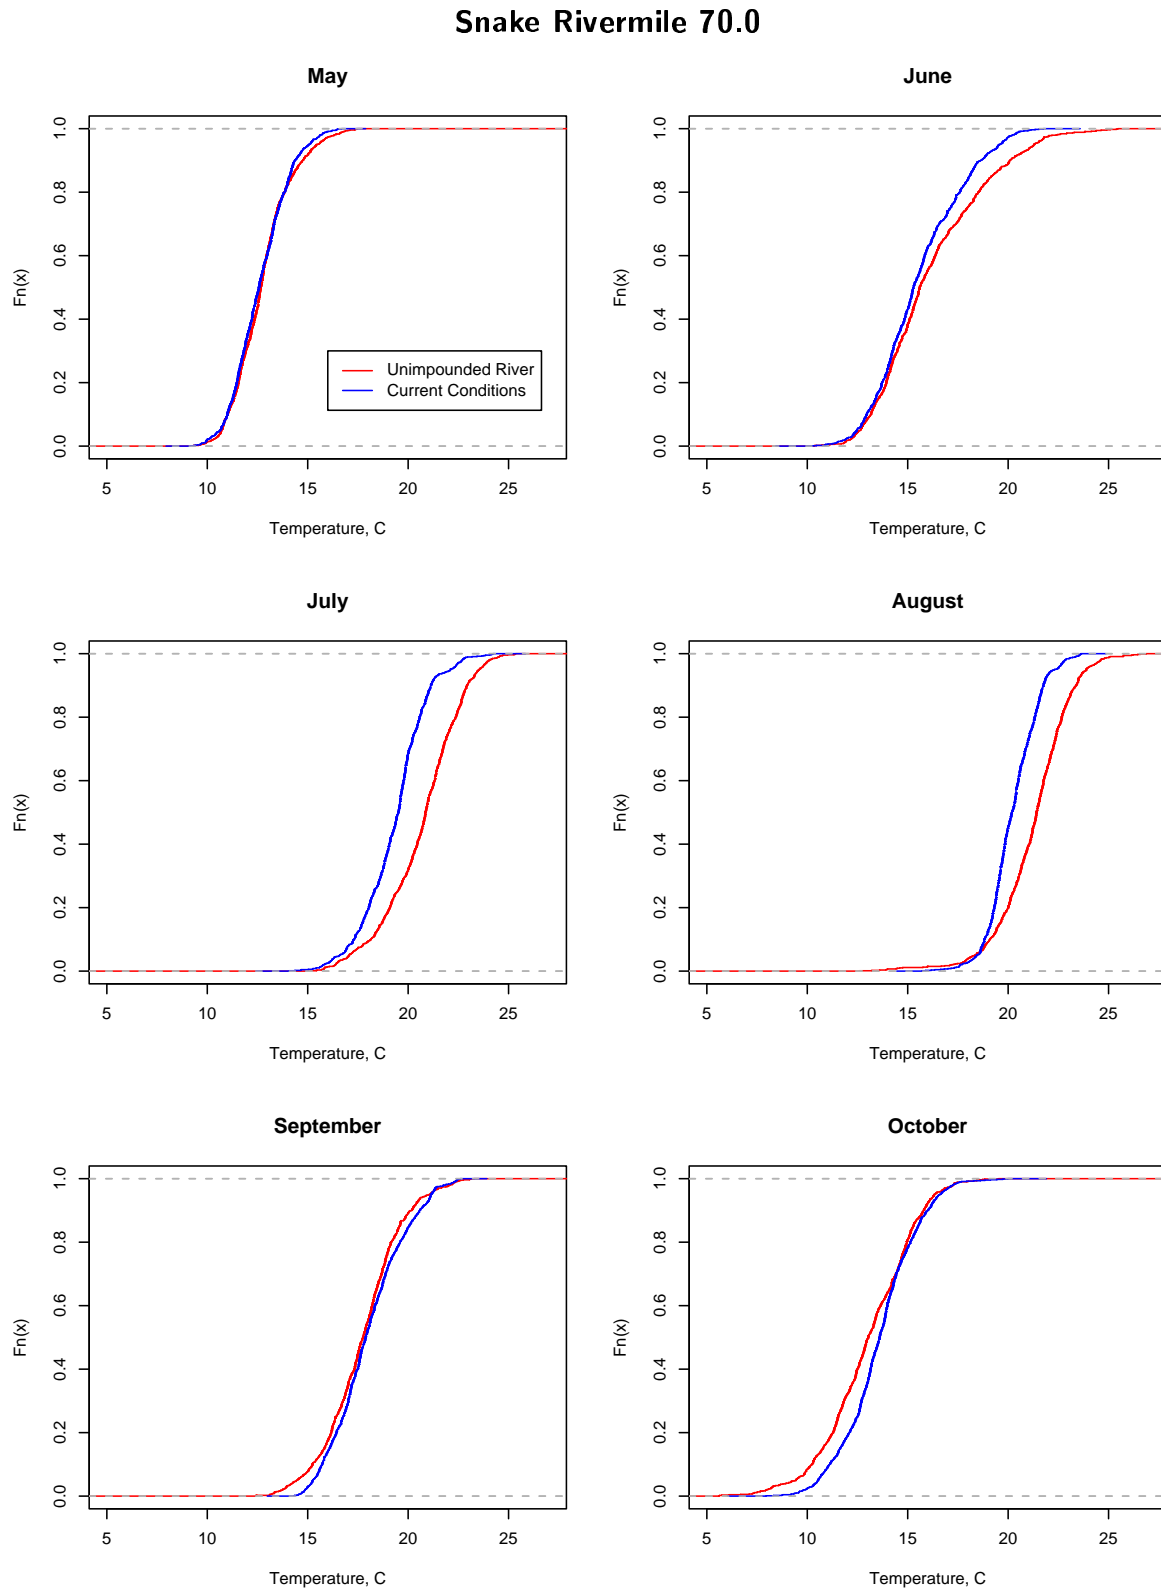 Snake Rivermile 70.0
May
June
Fn(x)
0.0 0.2 0.4 0.6 0.8 1.0
Unimpounded River
Current Conditions
5 10 15 20 25
Temperature, C
Fn(x)
0.0 0.2 0.4 0.6 0.8 1.0
5 10 15 20 25
Temperature, C
July
August
Fn(x)
0.0 0.2 0.4 0.6 0.8 1.0
5 10 15 20 25
Temperature, C
Fn(x)
0.0 0.2 0.4 0.6 0.8 1.0
5 10 15 20 25
Temperature, C
September
October
Fn(x)
0.0 0.2 0.4 0.6 0.8 1.0
5 10 15 20 25
Temperature, C
Fn(x)
0.0 0.2 0.4 0.6 0.8 1.0
5 10 15 20 25
Temperature, C